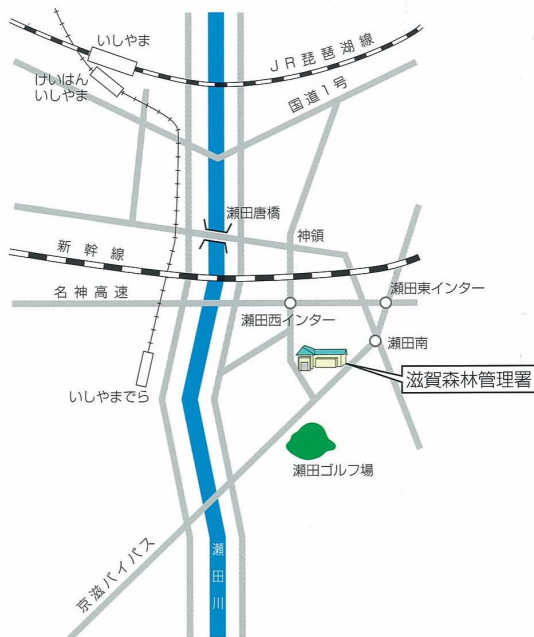 いしやま
JR琵琶湖線
けいはん
いしやま
国道1号
瀬田唐橋
神領
新幹線
名神高速
瀬田東インター
瀬田西インター
瀬田南
滋賀森林管理署
いしやまでら
瀬田ゴルフ場
京滋バイパス
瀬田川